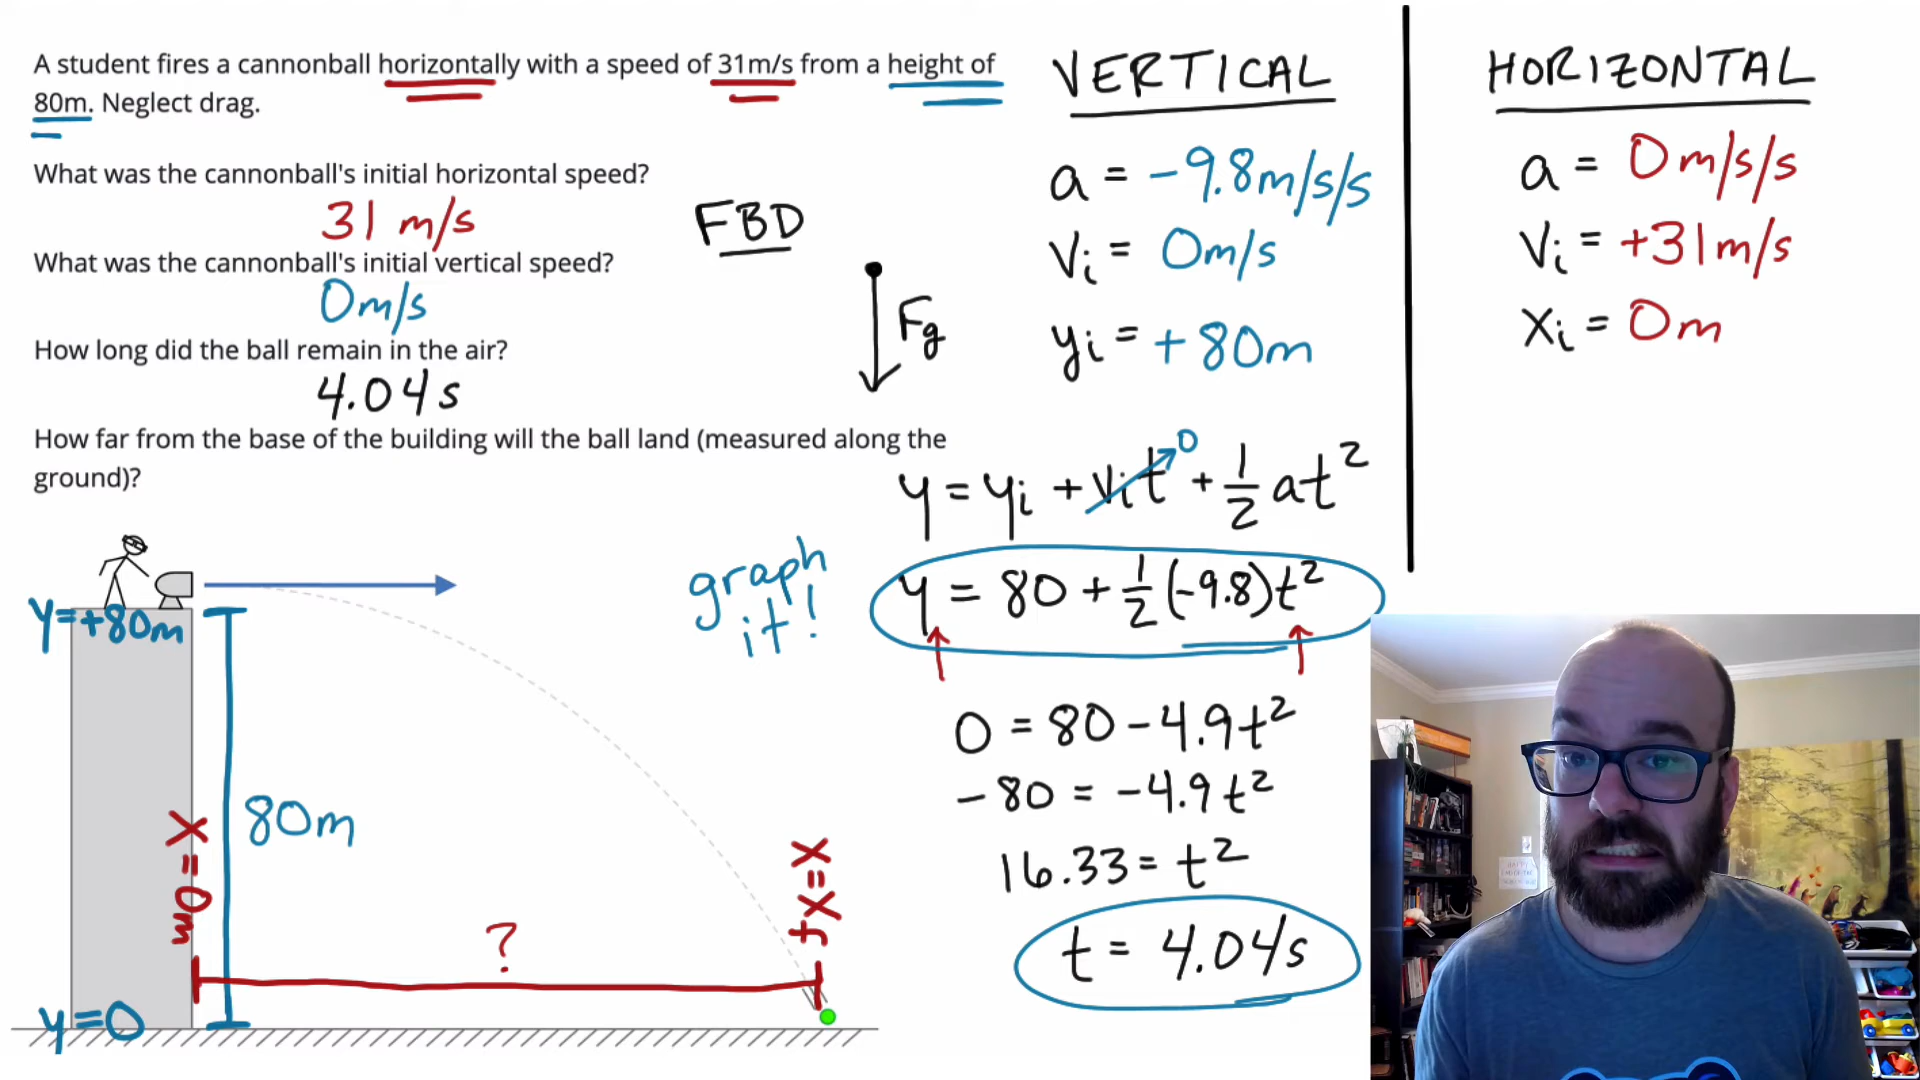 A student fires a cannonball horizontally with a speed of 31m/s from a height of
80m. Neglect drag.
What was the cannonball's initial horizontal speed?
31 m/s
What was the cannonball's initial vertical speed?
0m/s
How long did the ball remain in the air?
4.04s
How far from the base of the building will the ball land (measured along the
ground)?
FBD
Fg
VERTICAL
a = -9.8m/s/s
Vi = 0m/s
yi = +80m
HORIZONTAL
a = 0m/s/s
Vi = +31m/s
xi = 0m
y = yi + vit 0 + 1/2 at²
graph
it!
y = 80 + 1/2 (-9.8)t²
0 = 80 - 4.9t²
-80 = -4.9t²
16.33 = t²
t = 4.04s
y=+80m
80m
x=0m
?
x=xf
y=0